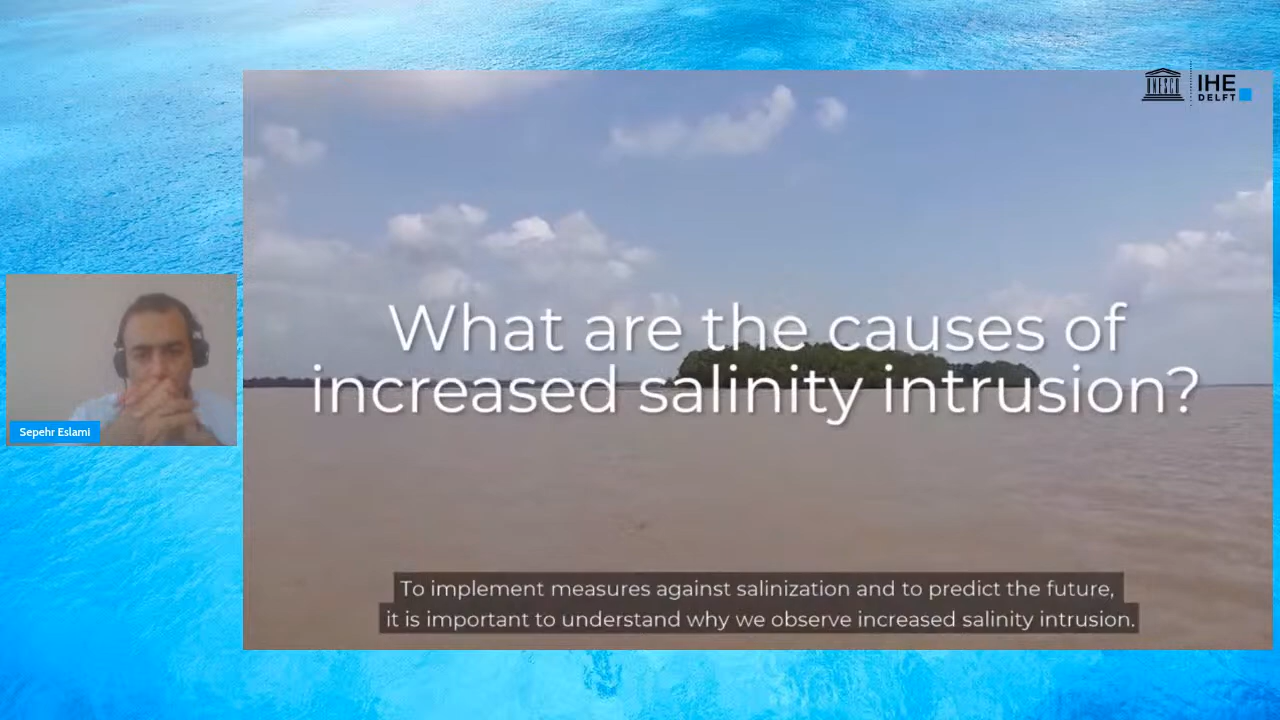 UNESCO
IHE
DELFT
What are the causes of
increased salinity intrusion?
Sepehr Eslami
To implement measures against salinization and to predict the future,
it is important to understand why we observe increased salinity intrusion.